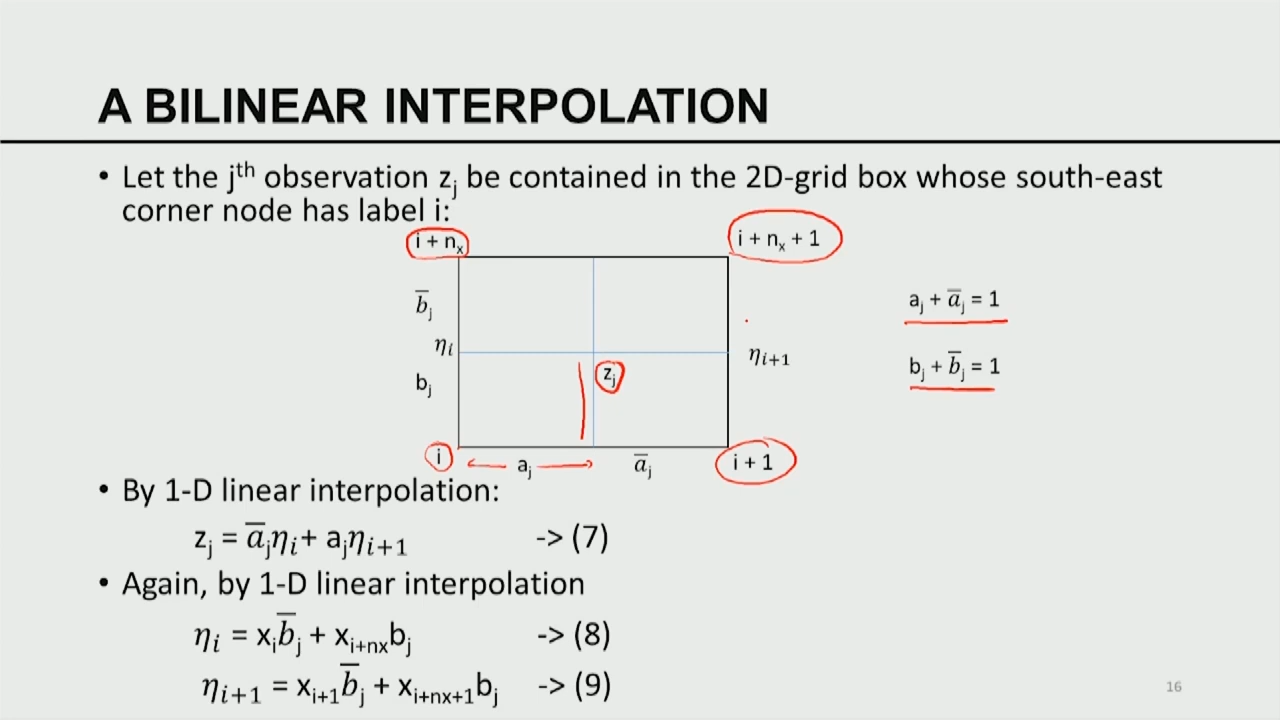 A BILINEAR INTERPOLATION
• Let the jth observation zj be contained in the 2D-grid box whose south-east
corner node has label i:
i + nx
i + nx + 1
b̅j
aj + a̅j = 1
ηi
ηi+1
zj
bj + b̅j = 1
bj
i
aj
a̅j
i + 1
• By 1-D linear interpolation:
zj = a̅jηi+ ajηi+1 -> (7)
• Again, by 1-D linear interpolation
ηi = xib̅j + xi+nxbj -> (8)
ηi+1 = xi+1b̅j + xi+nx+1bj -> (9)
16